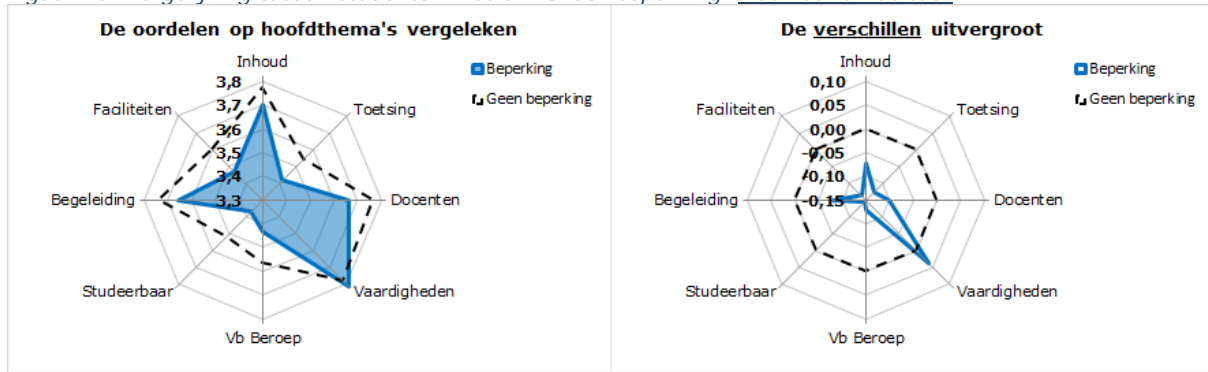 De oordelen op hoofdthema's vergeleken
Inhoud
Beperking
Geen beperking
3,8
3,7
3,6
3,5
3,4
3,3
Faciliteiten
Toetsing
Begeleiding
Docenten
Studeerbaar
Vaardigheden
Vb Beroep
De verschillen uitvergroot
Inhoud
Beperking
Geen beperking
0,10
0,05
0,00
-0,05
-0,10
-0,15
Faciliteiten
Toetsing
Begeleiding
Docenten
Studeerbaar
Vaardigheden
Vb Beroep